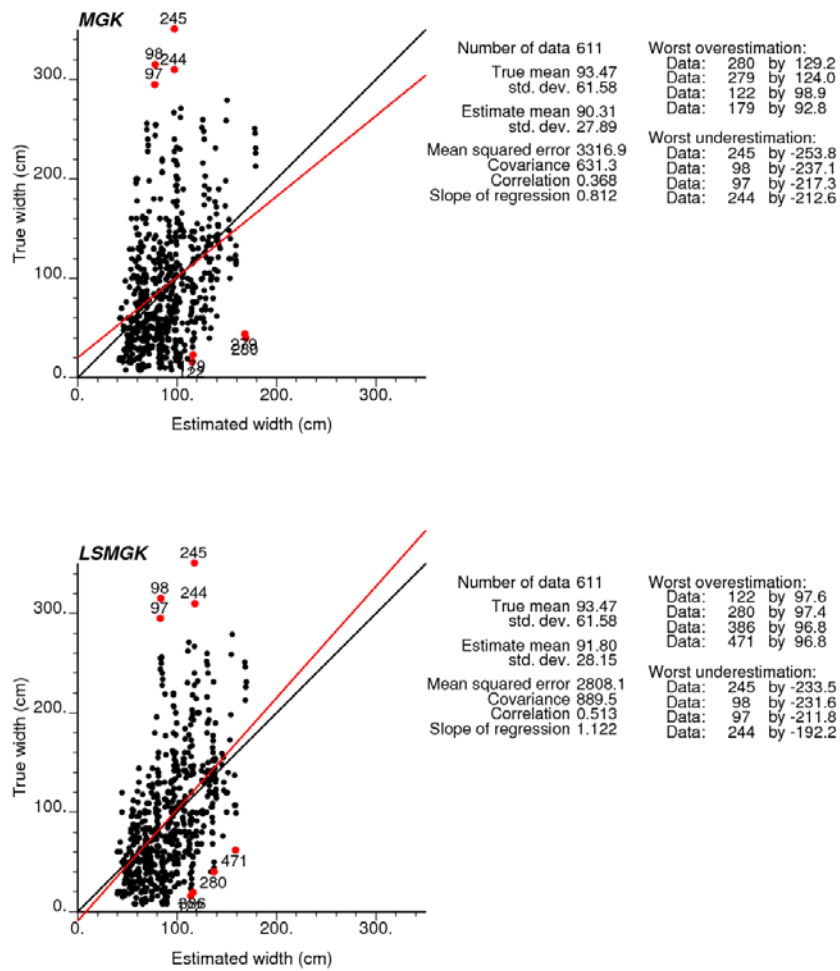 MGK
245
98
244
97
300.
200.
100.
0.
0.
100.
200.
300.
True width (cm)
Estimated width (cm)
280
Number of data 611
True mean 93.47
std. dev. 61.58
Estimate mean 90.31
std. dev. 27.89
Mean squared error 3316.9
Covariance 631.3
Correlation 0.368
Slope of regression 0.812
Worst overestimation:
Data: 280 by 129.2
Data: 279 by 124.0
Data: 122 by 98.9
Data: 179 by 92.8
Worst underestimation:
Data: 245 by -253.8
Data: 98 by -237.1
Data: 97 by -217.3
Data: 244 by -212.6
LSMGK
245
98
244
97
300.
200.
100.
0.
0.
100.
200.
300.
True width (cm)
Estimated width (cm)
471
280
Number of data 611
True mean 93.47
std. dev. 61.58
Estimate mean 91.80
std. dev. 28.15
Mean squared error 2808.1
Covariance 889.5
Correlation 0.513
Slope of regression 1.122
Worst overestimation:
Data: 122 by 97.6
Data: 280 by 97.4
Data: 386 by 96.8
Data: 471 by 96.8
Worst underestimation:
Data: 245 by -233.5
Data: 98 by -231.6
Data: 97 by -211.8
Data: 244 by -192.2